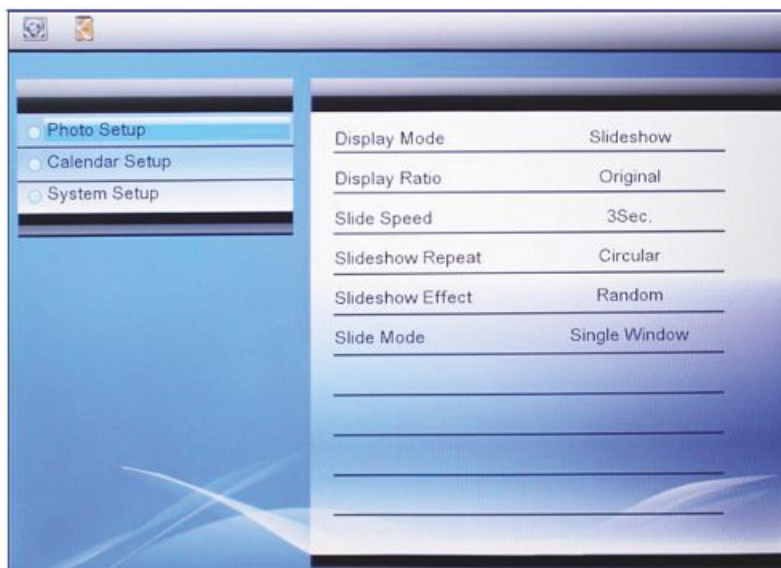 Photo Setup
Calendar Setup
System Setup
Display Mode Slideshow
Display Ratio Original
Slide Speed 3Sec.
Slideshow Repeat Circular
Slideshow Effect Random
Slide Mode Single Window